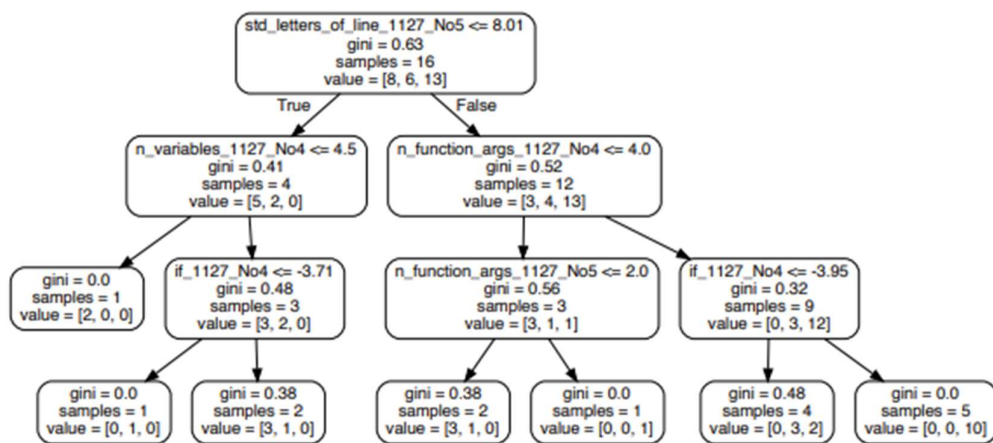 std_letters_of_line_1127_No5 <= 8.01
gini = 0.63
samples = 16
value = [8, 6, 13]
True
False
n_variables_1127_No4 <= 4.5
gini = 0.41
samples = 4
value = [5, 2, 0]
n_function_args_1127_No4 <= 4.0
gini = 0.52
samples = 12
value = [3, 4, 13]
gini = 0.0
samples = 1
value = [2, 0, 0]
if_1127_No4 <= -3.71
gini = 0.48
samples = 3
value = [3, 2, 0]
n_function_args_1127_No5 <= 2.0
gini = 0.56
samples = 3
value = [3, 1, 1]
if_1127_No4 <= -3.95
gini = 0.32
samples = 9
value = [0, 3, 12]
gini = 0.0
samples = 1
value = [0, 1, 0]
gini = 0.38
samples = 2
value = [3, 1, 0]
gini = 0.38
samples = 2
value = [3, 1, 0]
gini = 0.0
samples = 1
value = [0, 0, 1]
gini = 0.48
samples = 4
value = [0, 3, 2]
gini = 0.0
samples = 5
value = [0, 0, 10]